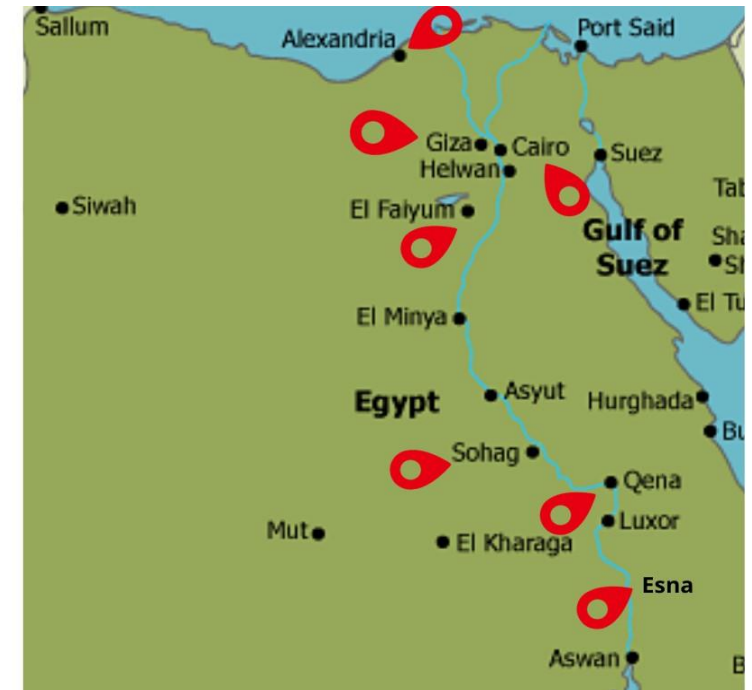 Sallum
Alexandria
Port Said
Giza
Cairo
Suez
Helwan
Siwah
El Faiyum
Tab
Gulf of
Suez
Sha
Sl
El Tu
El Minya
Egypt
Asyut
Hurghada
Bu
Sohag
Qena
Mut
El Kharaga
Luxor
Esna
Aswan
B